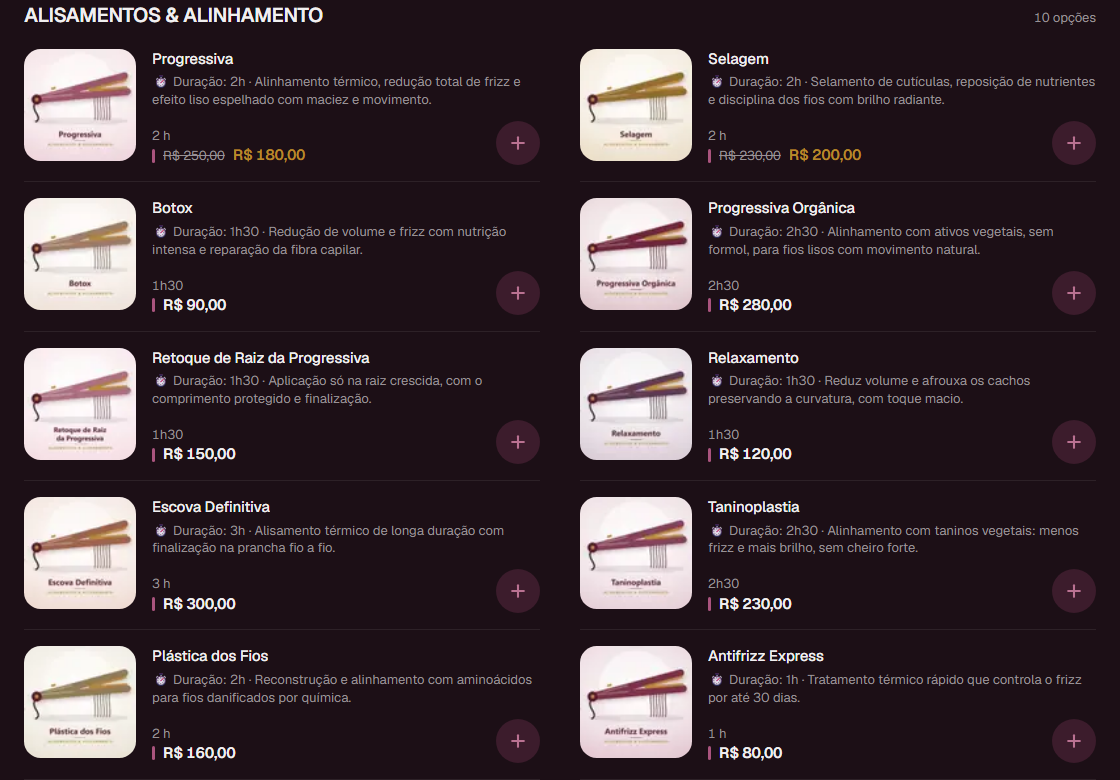 ALISAMENTOS & ALINHAMENTO
10 opções
Progressiva
Progressiva
Duração: 2h · Alinhamento térmico, redução total de frizz e
efeito liso espelhado com maciez e movimento.
2 h
R$ 250,00 R$ 180,00
Selagem
Selagem
Duração: 2h · Selamento de cutículas, reposição de nutrientes
e disciplina dos fios com brilho radiante.
2 h
R$ 230,00 R$ 200,00
Botox
Botox
Duração: 1h30 · Redução de volume e frizz com nutrição
intensa e reparação da fibra capilar.
1h30
R$ 90,00
Progressiva Orgânica
Progressiva Orgânica
Duração: 2h30 · Alinhamento com ativos vegetais, sem
formol, para fios lisos com movimento natural.
2h30
R$ 280,00
Retoque de Raiz
da Progressiva
Retoque de Raiz da Progressiva
Duração: 1h30 · Aplicação só na raiz crescida, com o
comprimento protegido e finalização.
1h30
R$ 150,00
Relaxamento
Relaxamento
Duração: 1h30 · Reduz volume e afrouxa os cachos
preservando a curvatura, com toque macio.
1h30
R$ 120,00
Escova Definitiva
Escova Definitiva
Duração: 3h · Alisamento térmico de longa duração com
finalização na prancha fio a fio.
3 h
R$ 300,00
Taninoplastia
Taninoplastia
Duração: 2h30 · Alinhamento com taninos vegetais: menos
frizz e mais brilho, sem cheiro forte.
2h30
R$ 230,00
Plástica dos Fios
Plástica dos Fios
Duração: 2h · Reconstrução e alinhamento com aminoácidos
para fios danificados por química.
2 h
R$ 160,00
Antifrizz Express
Antifrizz Express
Duração: 1h · Tratamento térmico rápido que controla o frizz
por até 30 dias.
1 h
R$ 80,00